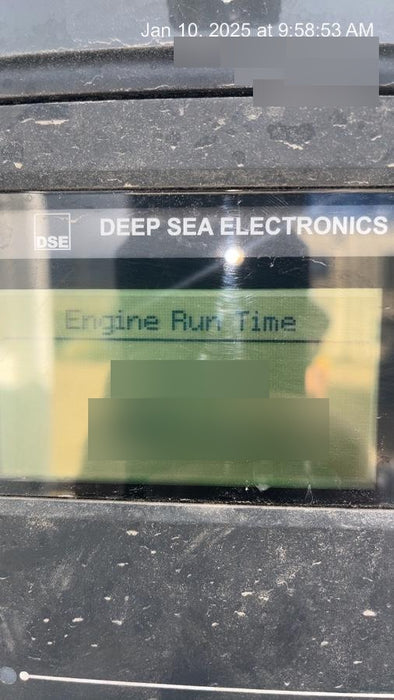 Jan 10. 2025 at 9:58:53 AM
DSE
DEEP SEA ELECTRONICS
Engine Run Time